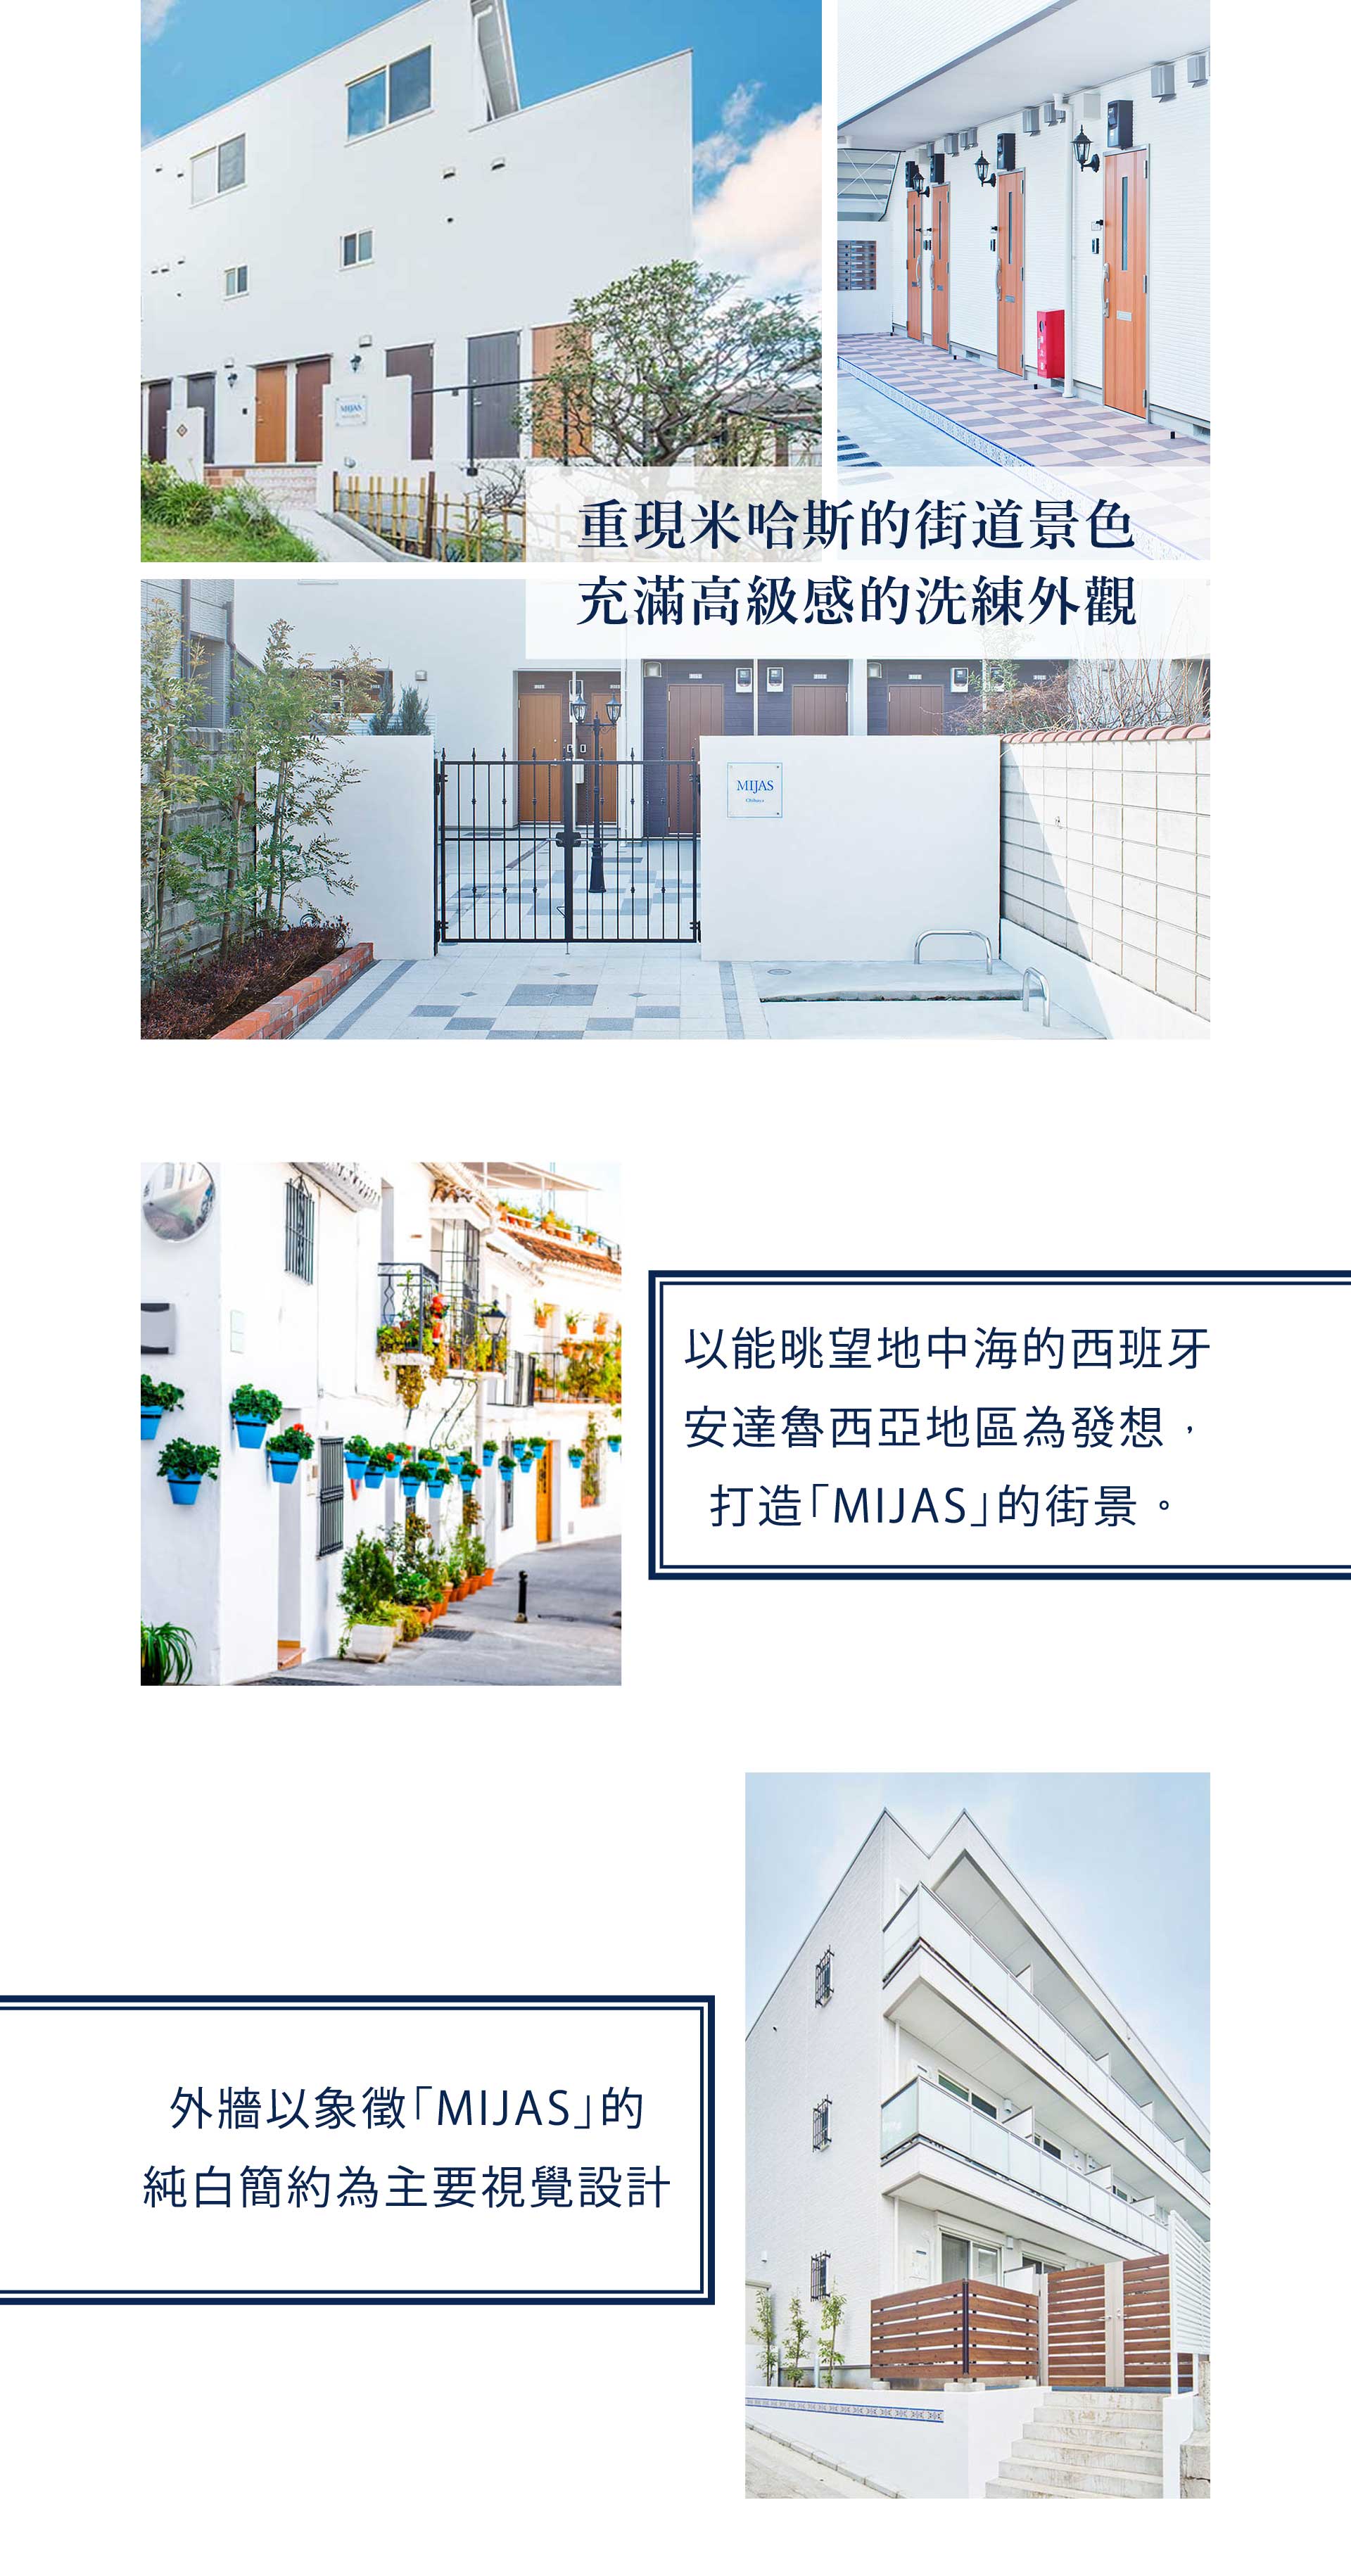 MIJAS
重現米哈斯的街道景色
充滿高級感的洗練外觀
MIJAS
以能眺望地中海的西班牙
安達魯西亞地區為發想，
打造「MIJAS」的街景。
外牆以象徵「MIJAS」的
純白簡約為主要視覺設計